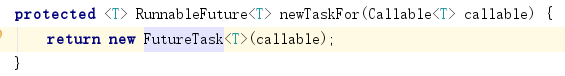 protected <T> RunnableFuture<T> newTaskFor(Callable<T> callable) {
    return new FutureTask<T>(callable);
}